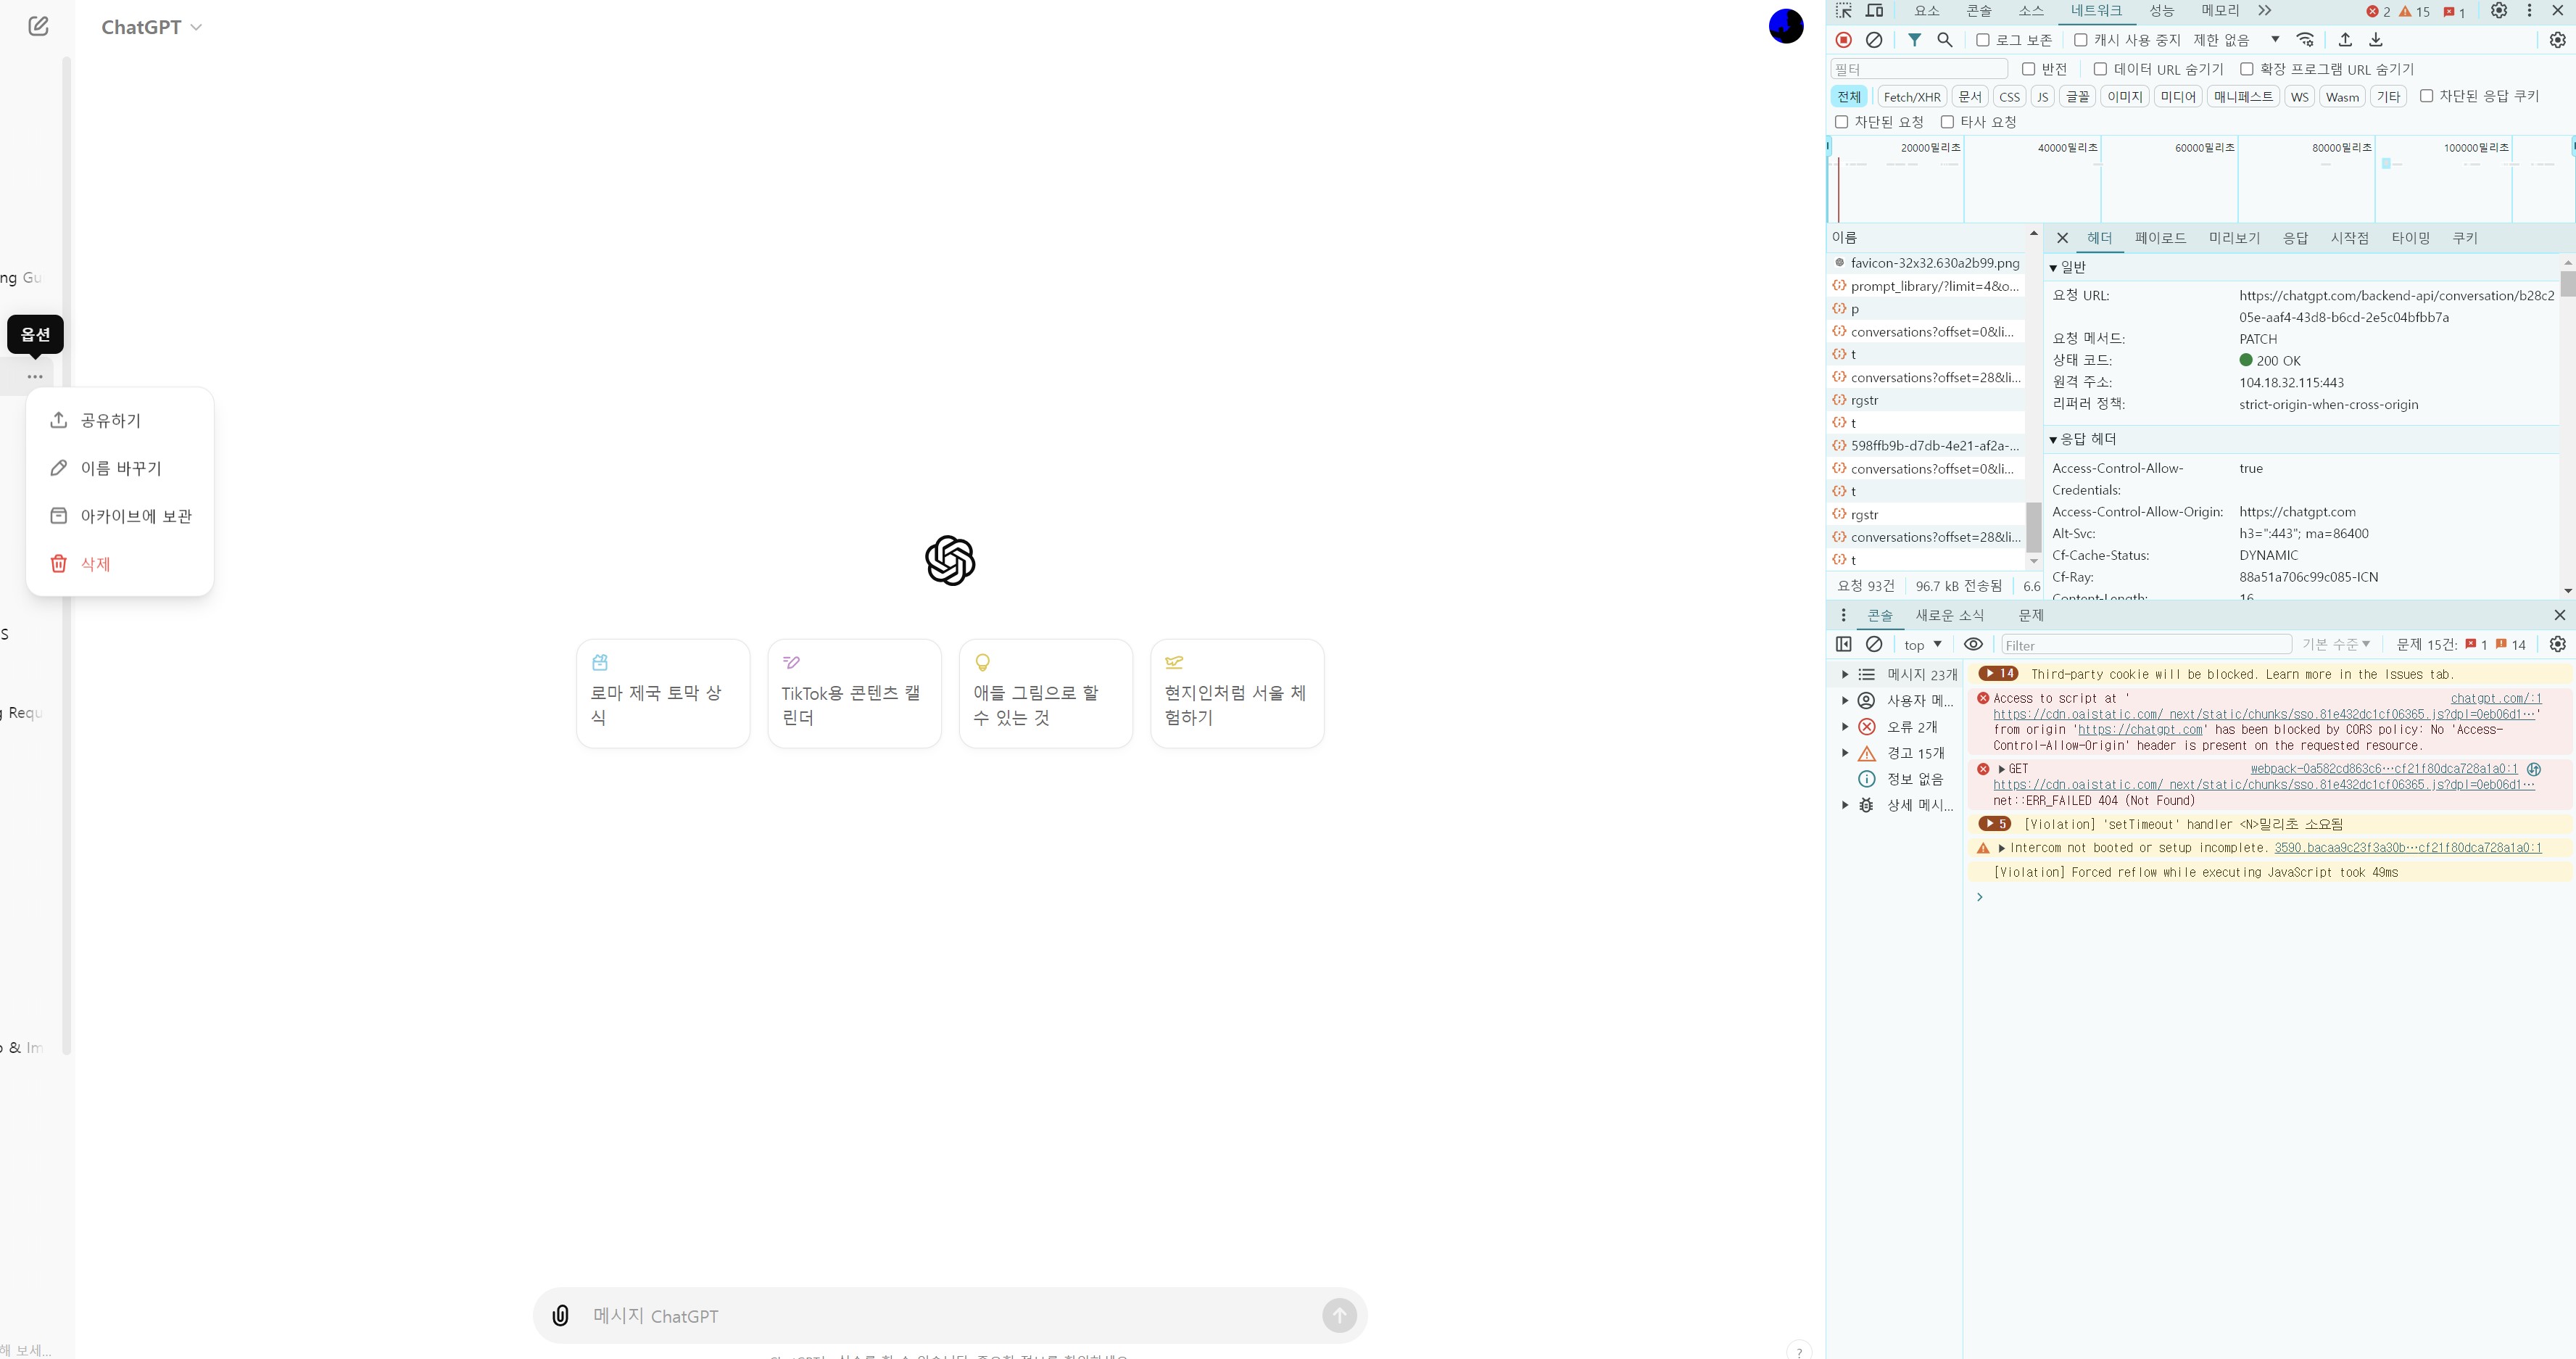 ChatGPT
ng Gu
옵션
공유하기
이름 바꾸기
아카이브에 보관
삭제
S
g Requ
o & Im
해 보세...
로마 제국 토막 상
식
TikTok용 콘텐츠 캘
린더
애들 그림으로 할
수 있는 것
현지인처럼 서울 체
험하기
메시지 ChatGPT
?
요소 콘솔 소스 네트워크 성능 메모리 2 15 1
로그 보존 캐시 사용 중지 제한 없음
필터 반전 데이터 URL 숨기기 확장 프로그램 URL 숨기기
전체 Fetch/XHR 문서 CSS JS 글꼴 이미지 미디어 매니페스트 WS Wasm 기타 차단된 응답 쿠키
차단된 요청 타사 요청
20000밀리초 40000밀리초 60000밀리초 80000밀리초 100000밀리초
이름
favicon-32x32.630a2b99.png
prompt_library/?limit=4&o...
p
conversations?offset=0&li...
t
conversations?offset=28&li...
rgstr
t
598ffb9b-d7db-4e21-af2a-...
conversations?offset=0&li...
t
rgstr
conversations?offset=28&li...
t
요청 93건 96.7 kB 전송됨 6.6
헤더 페이로드 미리보기 응답 시작점 타이밍 쿠키
일반
요청 URL: https://chatgpt.com/backend-api/conversation/b28c2
05e-aaf4-43d8-b6cd-2e5c04bfbb7a
요청 메서드: PATCH
상태 코드: 200 OK
원격 주소: 104.18.32.115:443
리퍼러 정책: strict-origin-when-cross-origin
응답 헤더
Access-Control-Allow- true
Credentials:
Access-Control-Allow-Origin: https://chatgpt.com
Alt-Svc: h3=":443"; ma=86400
Cf-Cache-Status: DYNAMIC
Cf-Ray: 88a51a706c99c085-ICN
Content-Length: 16
콘솔 새로운 소식 문제
top Filter 기본 수준 문제 15건: 1 14
메시지 23개
사용자 메...
오류 2개
경고 15개
정보 없음
상세 메시...
14 Third-party cookie will be blocked. Learn more in the Issues tab.
Access to script at ' chatgpt.com/:1
https://cdn.oaistatic.com/_next/static/chunks/sso.81e432dc1cf06365.js?dpl=0eb06d1…'
from origin 'https://chatgpt.com' has been blocked by CORS policy: No 'Access-
Control-Allow-Origin' header is present on the requested resource.
GET webpack-0a582cd863c6…cf21f80dca728a1a0:1
https://cdn.oaistatic.com/_next/static/chunks/sso.81e432dc1cf06365.js?dpl=0eb06d1…
net::ERR_FAILED 404 (Not Found)
5 [Violation] 'setTimeout' handler <N>밀리초 소요됨
Intercom not booted or setup incomplete. 3590.bacaa9c23f3a30b…cf21f80dca728a1a0:1
[Violation] Forced reflow while executing JavaScript took 49ms